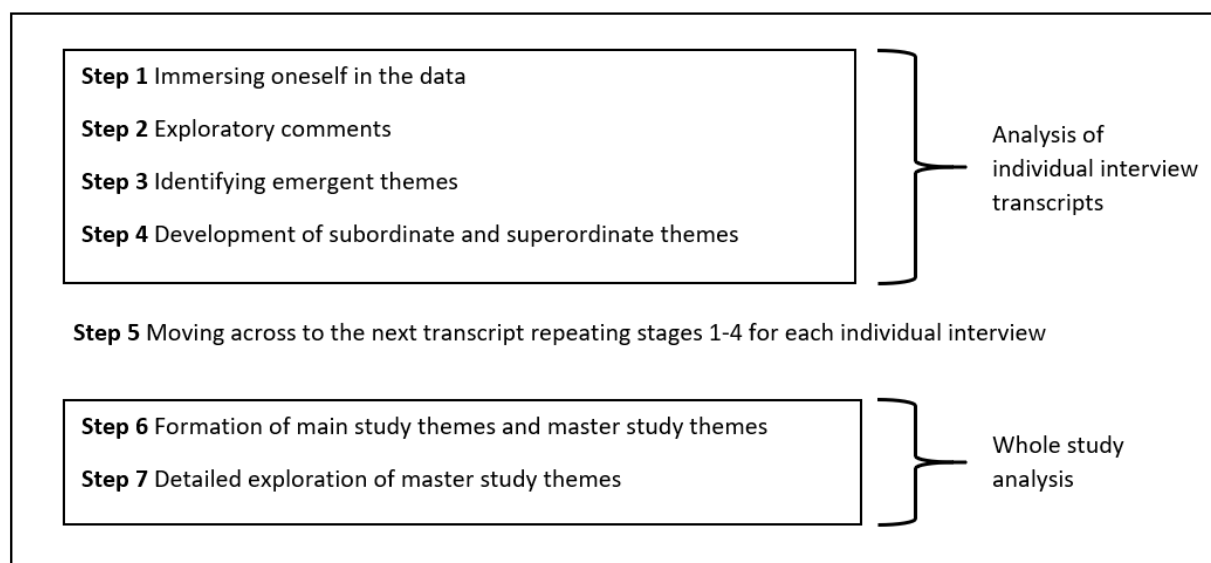 Step 1 Immersing oneself in the data
Step 2 Exploratory comments
Step 3 Identifying emergent themes
Step 4 Development of subordinate and superordinate themes
Analysis of
individual interview
transcripts
Step 5 Moving across to the next transcript repeating stages 1-4 for each individual interview
Step 6 Formation of main study themes and master study themes
Step 7 Detailed exploration of master study themes
Whole study
analysis